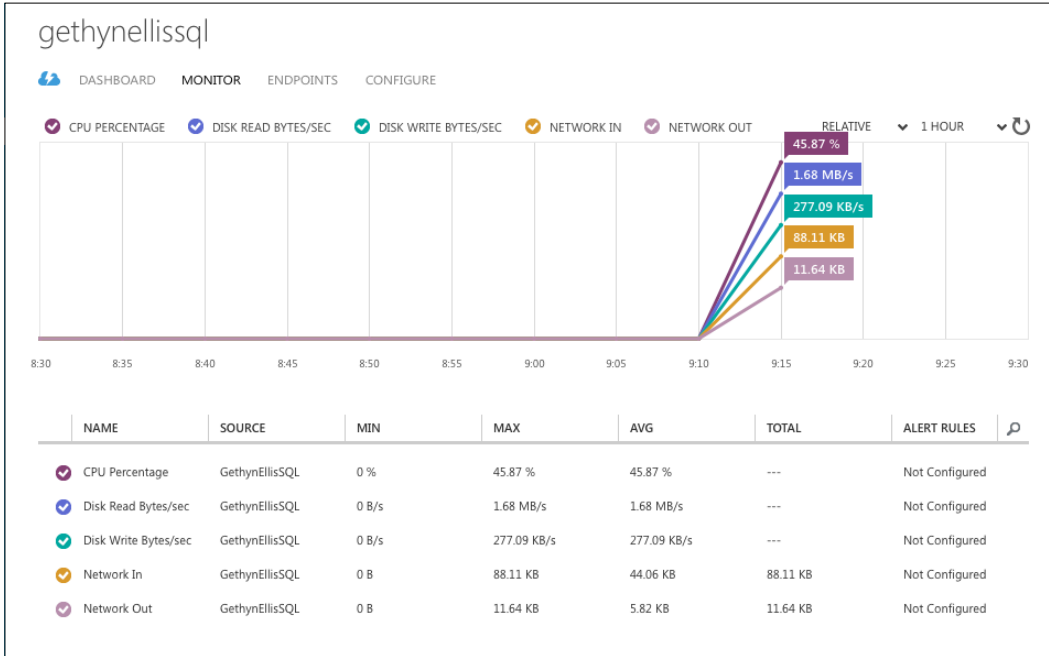 gethynellissql
DASHBOARD MONITOR ENDPOINTS CONFIGURE
CPU PERCENTAGE DISK READ BYTES/SEC DISK WRITE BYTES/SEC NETWORK IN NETWORK OUT RELATIVE 1 HOUR
45.87 %
1.68 MB/s
277.09 KB/s
88.11 KB
11.64 KB
8:30 8:35 8:40 8:45 8:50 8:55 9:00 9:05 9:10 9:15 9:20 9:25 9:30
NAME SOURCE MIN MAX AVG TOTAL ALERT RULES
CPU Percentage GethynEllisSQL 0 % 45.87 % 45.87 % --- Not Configured
Disk Read Bytes/sec GethynEllisSQL 0 B/s 1.68 MB/s 1.68 MB/s --- Not Configured
Disk Write Bytes/sec GethynEllisSQL 0 B/s 277.09 KB/s 277.09 KB/s --- Not Configured
Network In GethynEllisSQL 0 B 88.11 KB 44.06 KB 88.11 KB Not Configured
Network Out GethynEllisSQL 0 B 11.64 KB 5.82 KB 11.64 KB Not Configured